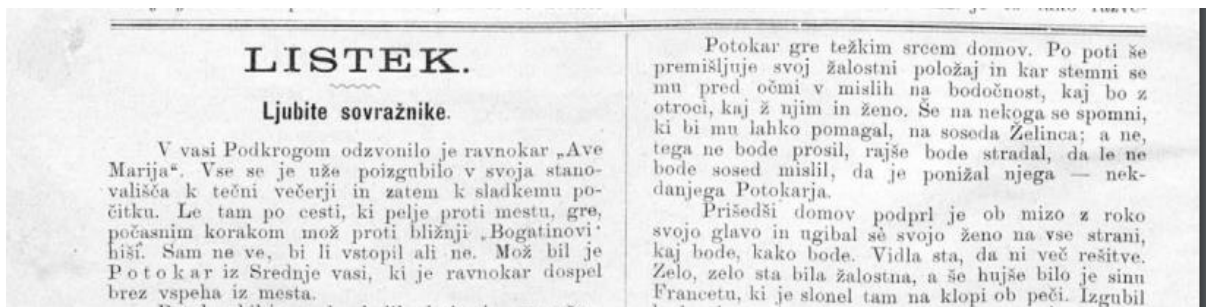 LISTEK.
Ljubite sovražnike.
V vasi Podkrogom odzvonilo je ravnokar „Ave
Marija“. Vse se je uže poizgubilo v svoja stano-
vališča k tečni večerji in zatem k sladkemu po-
čitku. Le tam po cesti, ki pelje proti mestu, gre,
počasnim korakom mož proti bližnji „Bogatinovi“
hiši. Sam ne ve, bi li vstopil ali ne. Mož bil je
Potokar iz Srednje vasi, ki je ravnokar dospel
brez vspeha iz mesta.
Potokar gre težkim srcem domov. Po poti še
premišljuje svoj žalostni položaj in kar stemni se
mu pred očmi v mislih na bodočnost, kaj bo z
otroci, kaj ž njim in ženo. Še na nekoga se spomni,
ki bi mu lahko pomagal, na soseda Želinca; a ne,
tega ne bode prosil, rajše bode stradal, da le ne
bode sosed mislil, da je ponižal njega — nek-
danjega Potokarja.
Prišedši domov podprl je ob mizo z roko
svojo glavo in ugibal sè svojo ženo na vse strani,
kaj bode, kako bode. Vidla sta, da ni več rešitve.
Zelo, zelo sta bila žalostna, a še hujše bilo je sinu
Francetu, ki je slonel tam na klopi ob peči. Izgubil